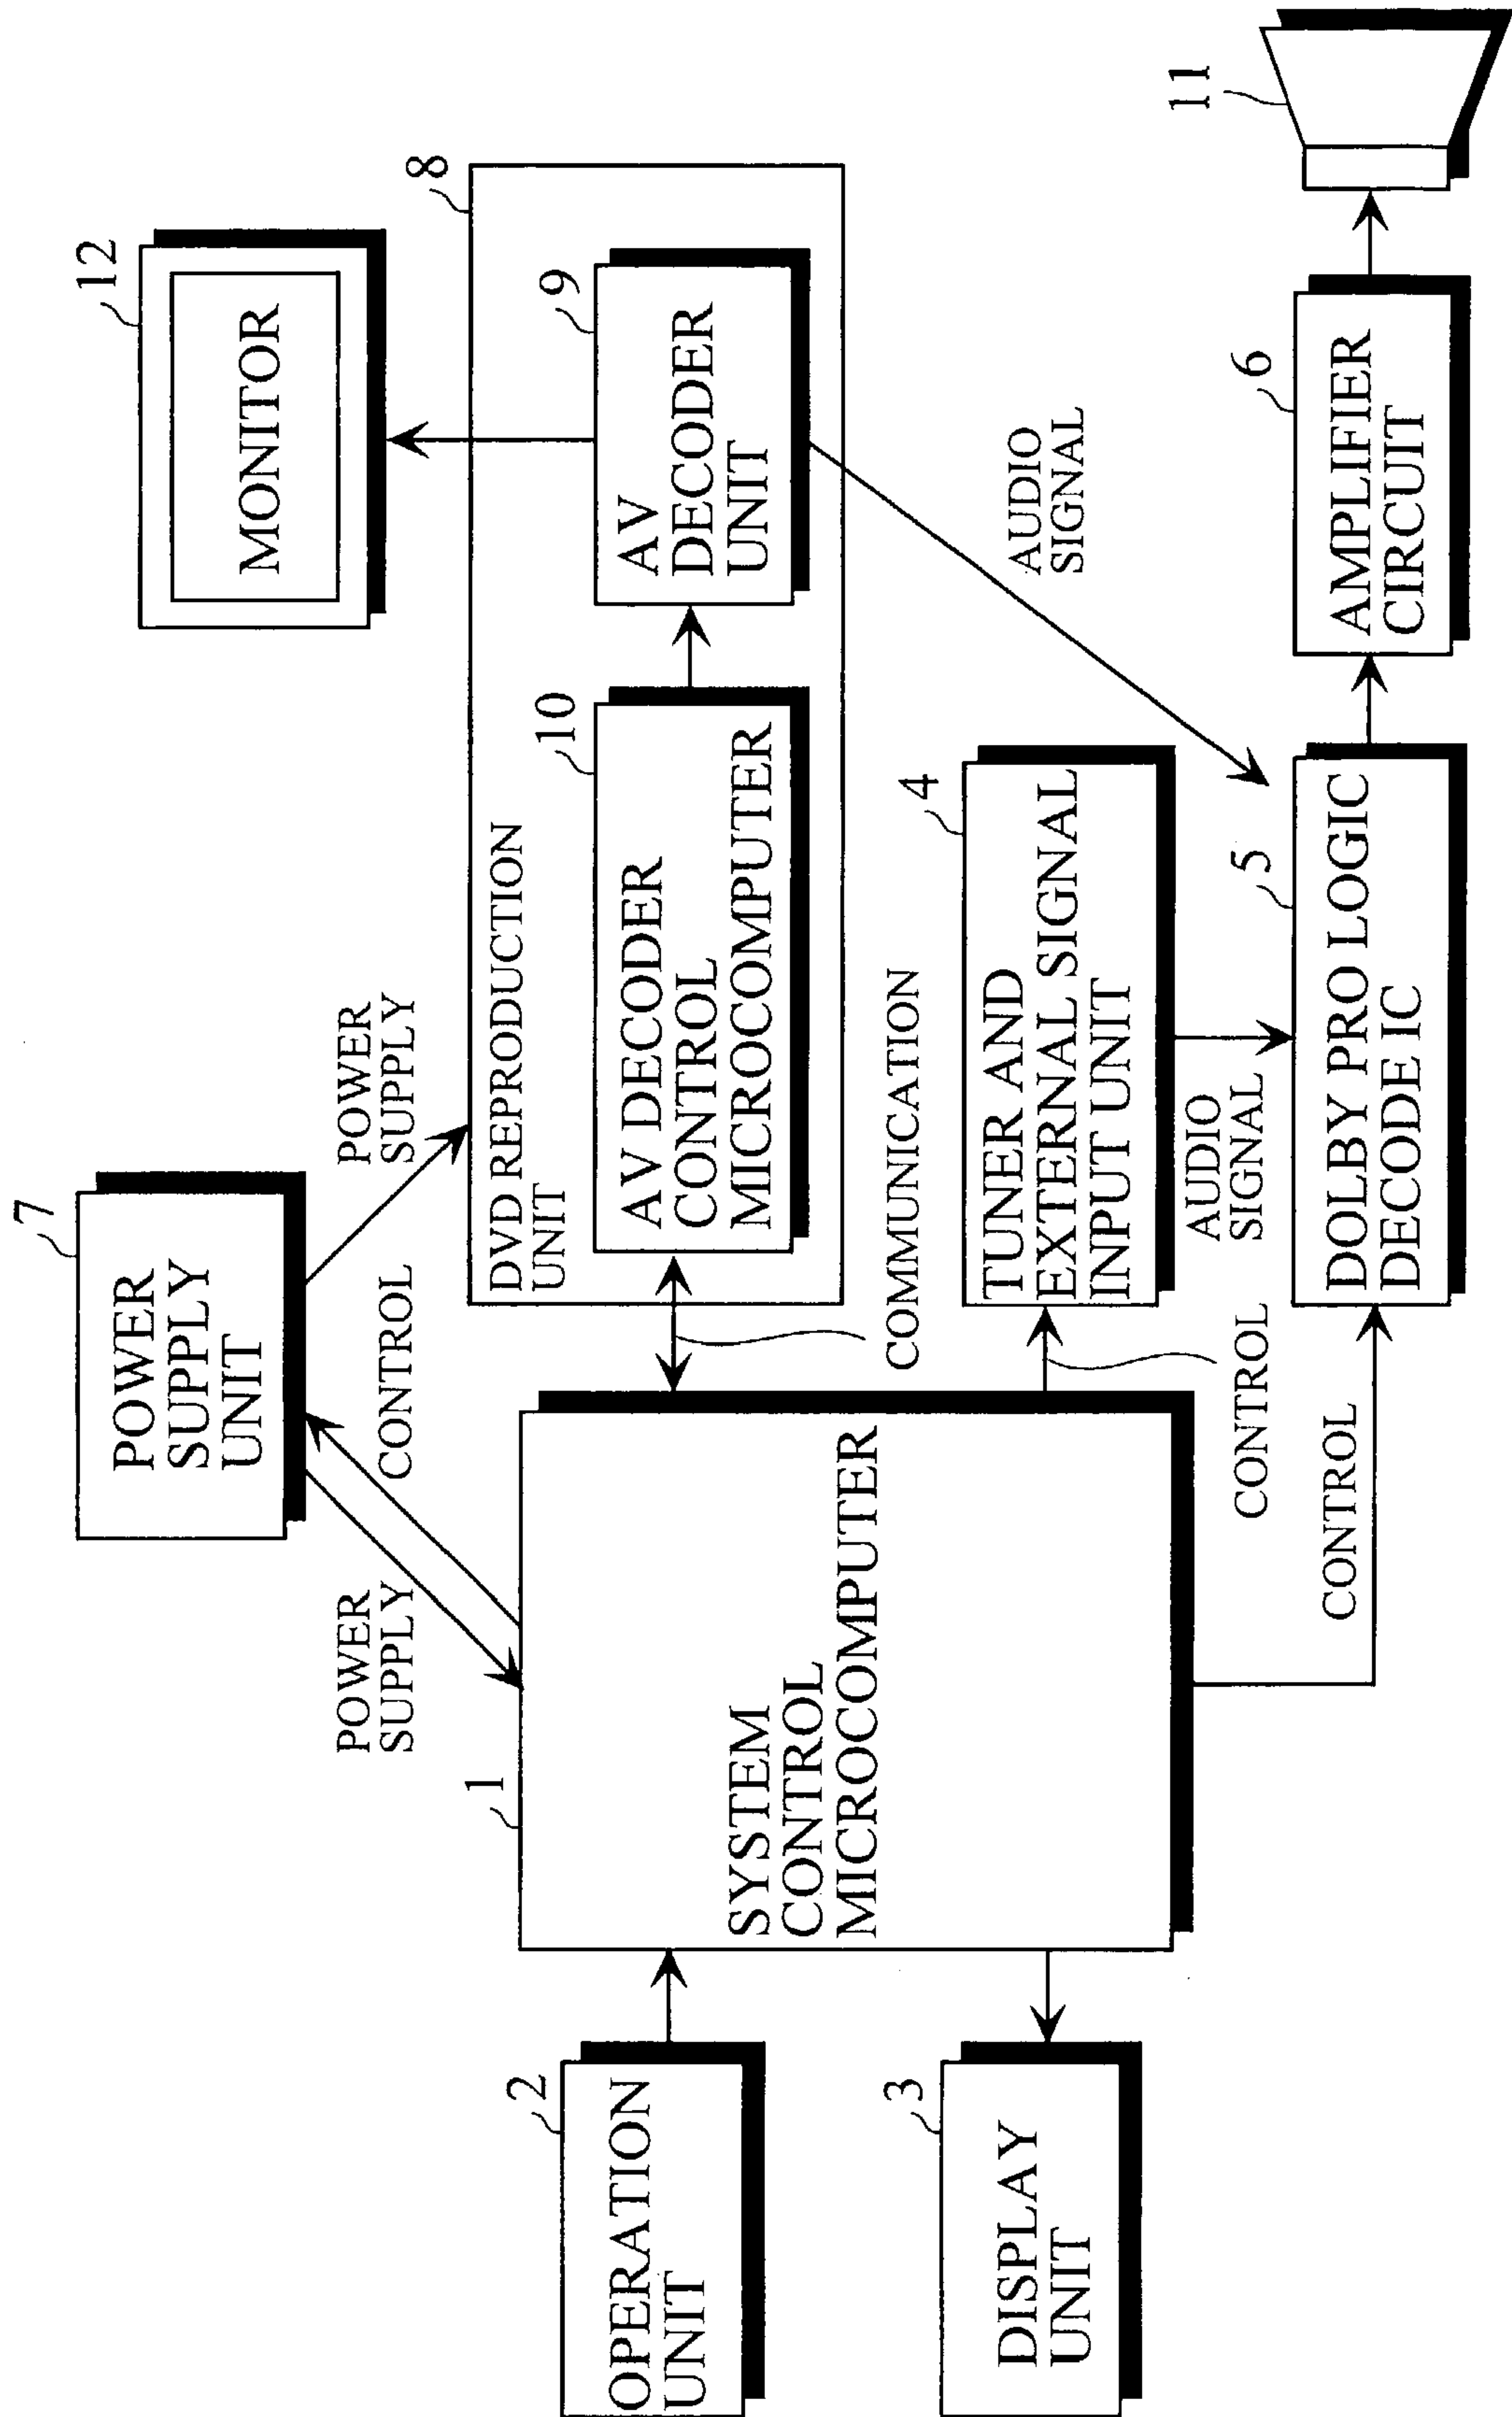 7
POWER
SUPPLY
UNIT
12
MONITOR
POWER
SUPPLY
CONTROL
POWER
SUPPLY
8
DVD REPRODUCTION
UNIT
10
AV DECODER
CONTROL
MICROCOMPUTER
9
AV
DECODER
UNIT
1
SYSTEM
CONTROL
MICROCOMPUTER
2
OPERATION
UNIT
3
DISPLAY
UNIT
COMMUNICATION
4
TUNER AND
EXTERNAL SIGNAL
INPUT UNIT
AUDIO
SIGNAL
AUDIO
SIGNAL
CONTROL
CONTROL
5
DOLBY PRO LOGIC
DECODE IC
6
AMPLIFIER
CIRCUIT
11